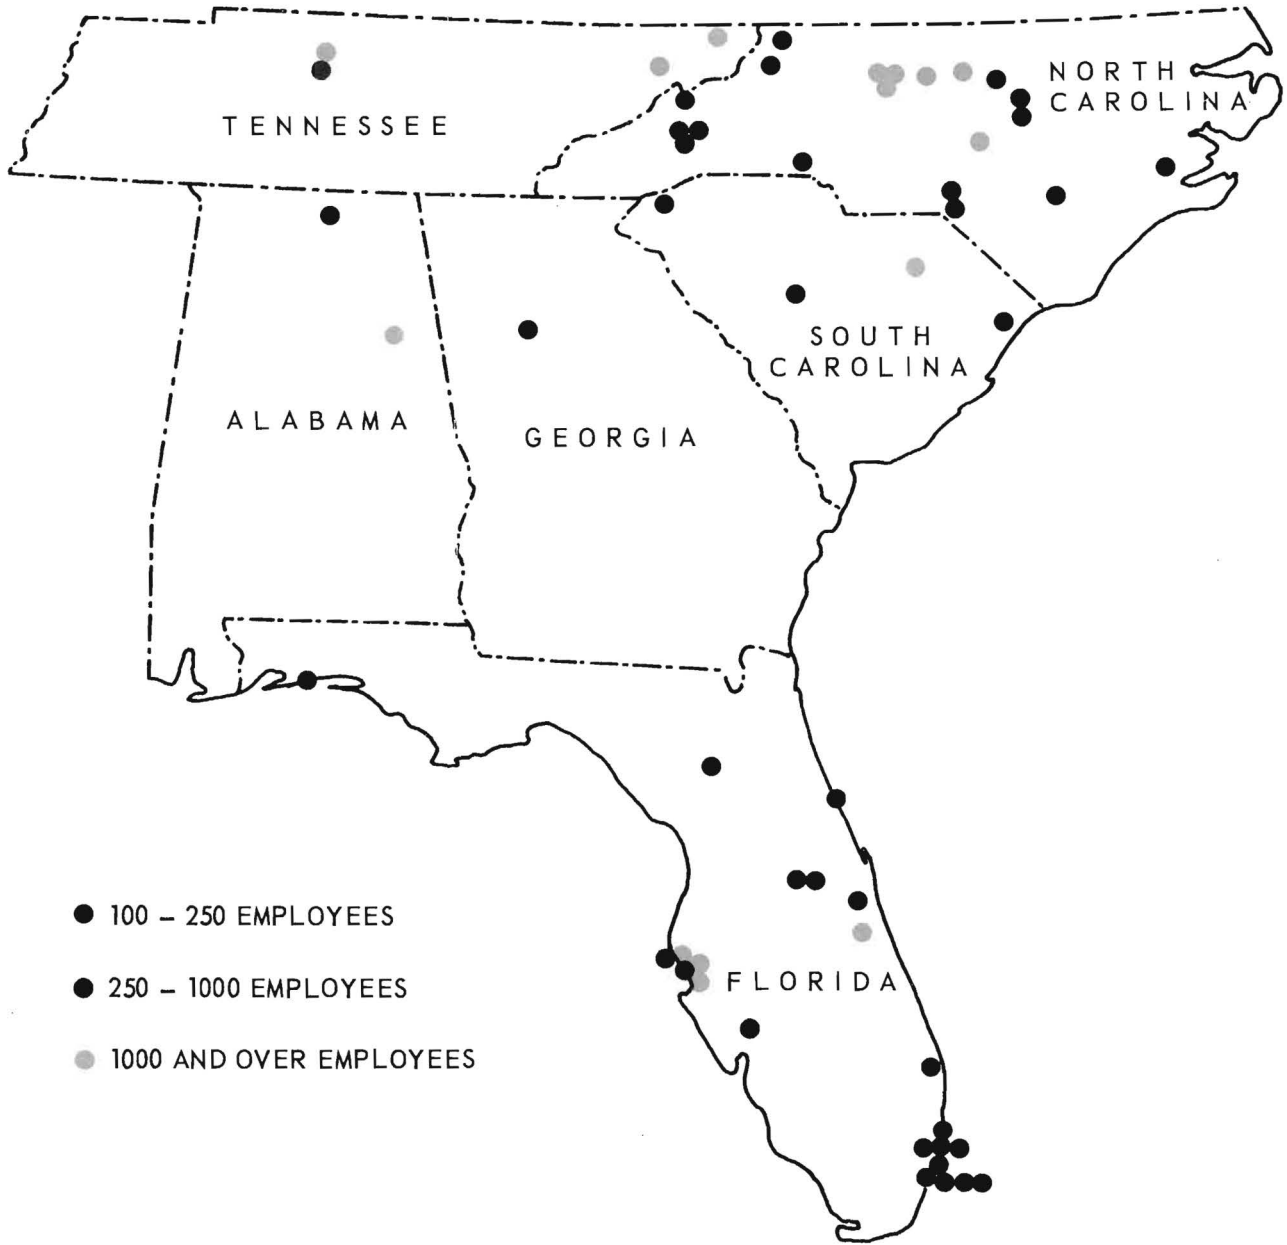 NORTH
CAROLINA
TENNESSEE
SOUTH
CAROLINA
ALABAMA
GEORGIA
100 – 250 EMPLOYEES
FLORIDA
250 – 1000 EMPLOYEES
1000 AND OVER EMPLOYEES